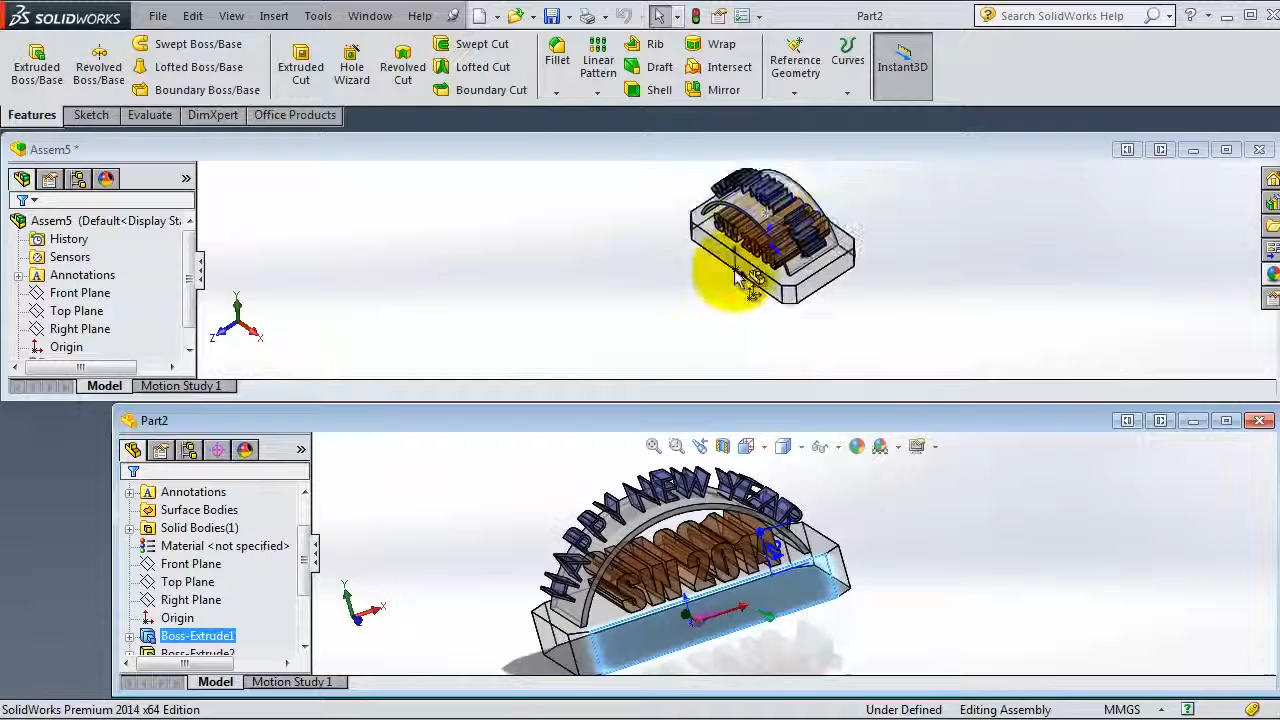 SOLIDWORKS File Edit View Insert Tools Window Help Part2 Search SolidWorks Help
Extruded Boss/Base
Revolved Boss/Base
Swept Boss/Base
Lofted Boss/Base
Boundary Boss/Base
Extruded Cut
Hole Wizard
Revolved Cut
Swept Cut
Lofted Cut
Boundary Cut
Fillet
Linear Pattern
Rib
Draft
Shell
Wrap
Intersect
Mirror
Reference Geometry
Curves
Instant3D
Features Sketch Evaluate DimXpert Office Products
Assem5 *
Assem5 (Default<Display Sta
History
Sensors
Annotations
Front Plane
Top Plane
Right Plane
Origin
Y
Z
X
Model Motion Study 1
Part2
Annotations
Surface Bodies
Solid Bodies(1)
Material <not specified>
Front Plane
Top Plane
Right Plane
Origin
Boss-Extrude1
Boss-Extrude2
HAPPY NEW YEAR
SW 2014
Y
X
Model Motion Study 1
SolidWorks Premium 2014 x64 Edition Under Defined Editing Assembly MMGS